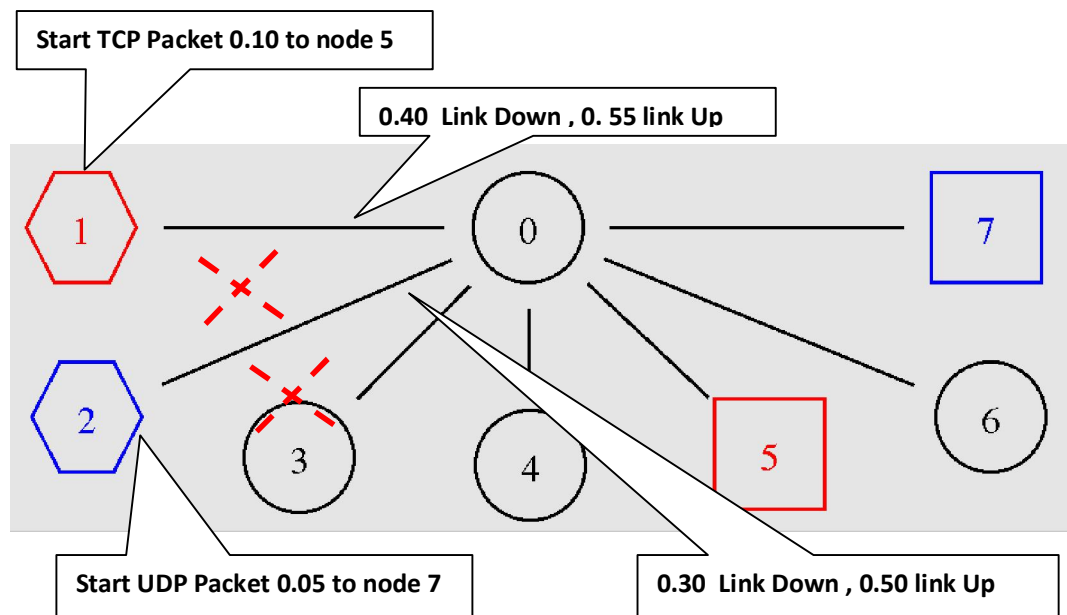 Start TCP Packet 0.10 to node 5
0.40 Link Down , 0. 55 link Up
1
0
7
2
3
4
5
6
Start UDP Packet 0.05 to node 7
0.30 Link Down , 0.50 link Up